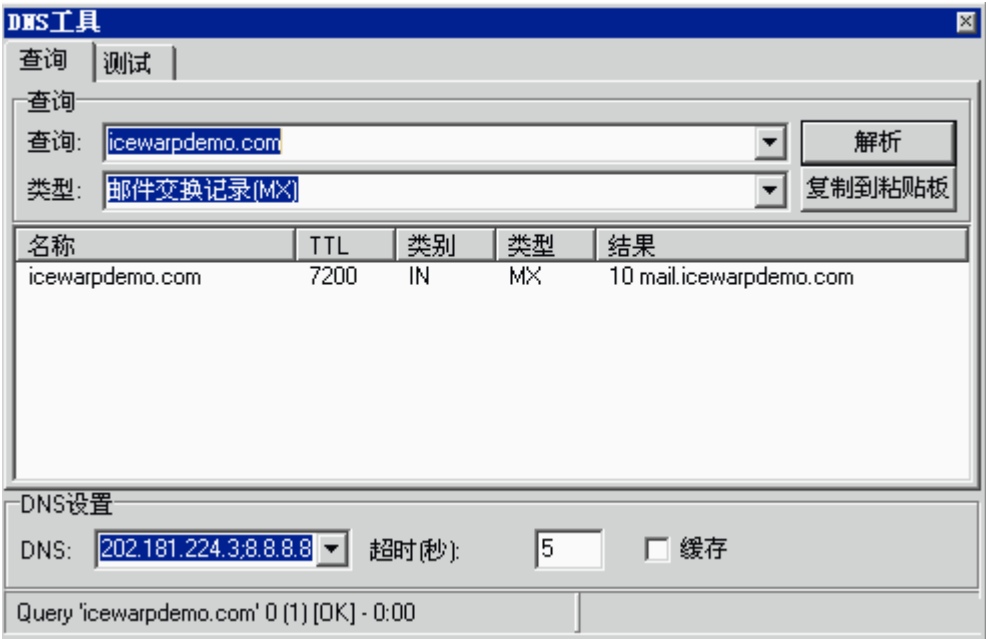 DNS工具
查询 测试
查询
查询: icewarpdemo.com 解析
类型: 邮件交换记录(MX) 复制到粘贴板
名称 TTL 类别 类型 结果
icewarpdemo.com 7200 IN MX 10 mail.icewarpdemo.com
DNS设置
DNS: 202.181.224.3;8.8.8.8 超时(秒): 5 缓存
Query 'icewarpdemo.com' 0 (1) [OK] - 0:00